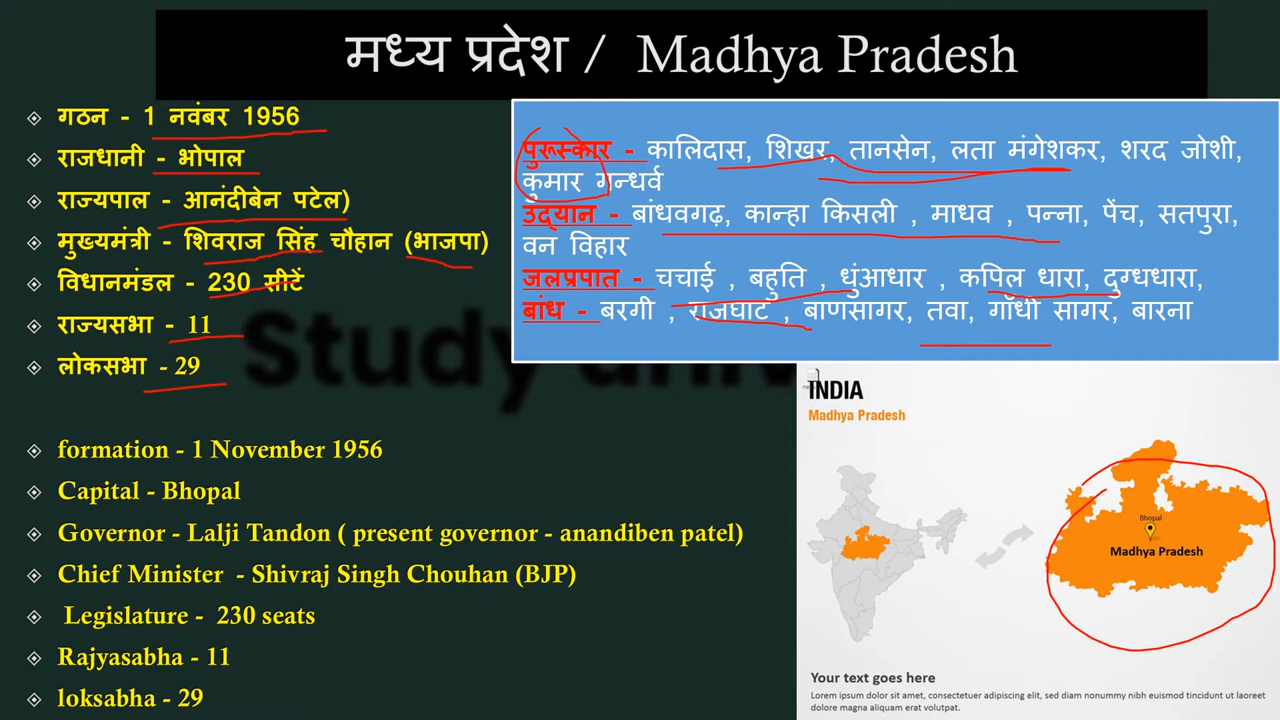 मध्य प्रदेश / Madhya Pradesh
गठन - 1 नवंबर 1956
राजधानी - भोपाल
राज्यपाल - आनंदीबेन पटेल)
मुख्यमंत्री - शिवराज सिंह चौहान (भाजपा)
विधानमंडल - 230 सीटें
राज्यसभा - 11
लोकसभा - 29
formation - 1 November 1956
Capital - Bhopal
Governor - Lalji Tandon ( present governor - anandiben patel)
Chief Minister - Shivraj Singh Chouhan (BJP)
Legislature - 230 seats
Rajyasabha - 11
loksabha - 29
पुरूस्कार - कालिदास, शिखर, तानसेन, लता मंगेशकर, शरद जोशी,
कुमार गन्धर्व
उद्यान - बांधवगढ़, कान्हा किसली , माधव , पन्ना, पेंच, सतपुरा,
वन विहार
जलप्रपात - चचाई , बहुति , धुंआधार , कपिल धारा, दुग्धधारा,
बांध - बरगी , राजघाट , बाणसागर, तवा, गाँधी सागर, बारना
Study
INDIA
Madhya Pradesh
Bhopal
Madhya Pradesh
Your text goes here
Lorem ipsum dolor sit amet, consectetuer adipiscing elit, sed diam nonummy nibh euismod tincidunt ut laoreet
dolore magna aliquam erat volutpat.